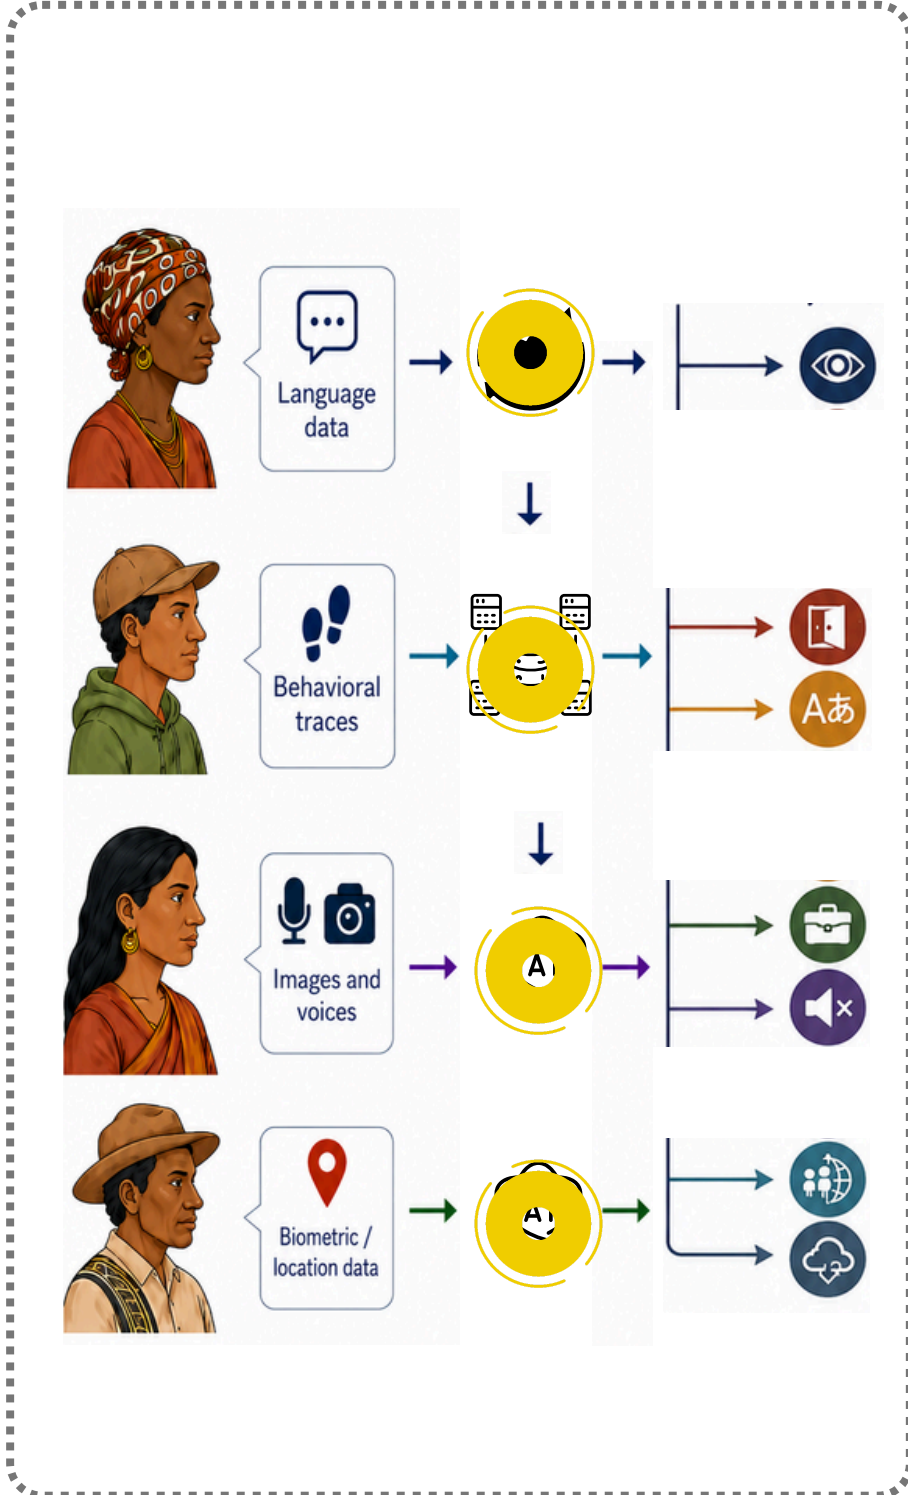 Language
data
Behavioral
traces
Aあ
Images and
voices
A
Biometric /
location data
A